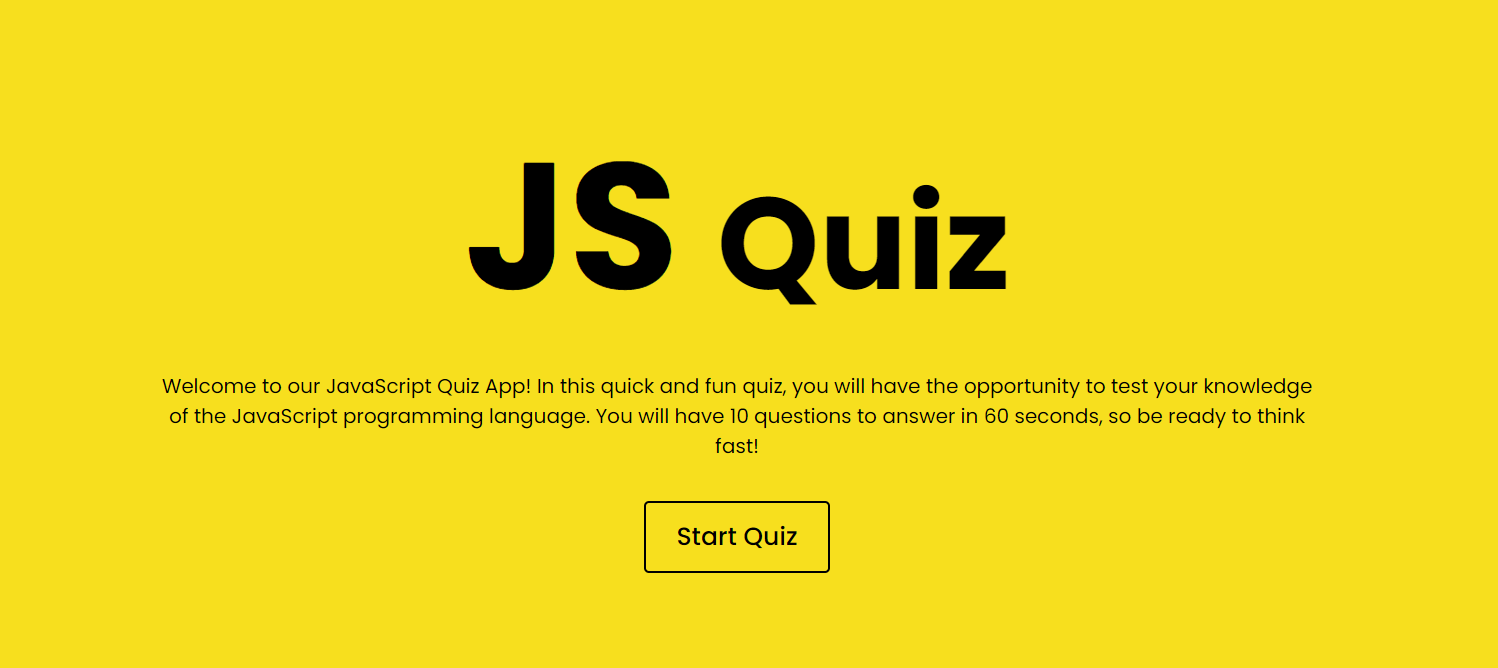 JS Quiz
Welcome to our JavaScript Quiz App! In this quick and fun quiz, you will have the opportunity to test your knowledge
of the JavaScript programming language. You will have 10 questions to answer in 60 seconds, so be ready to think
fast!
Start Quiz